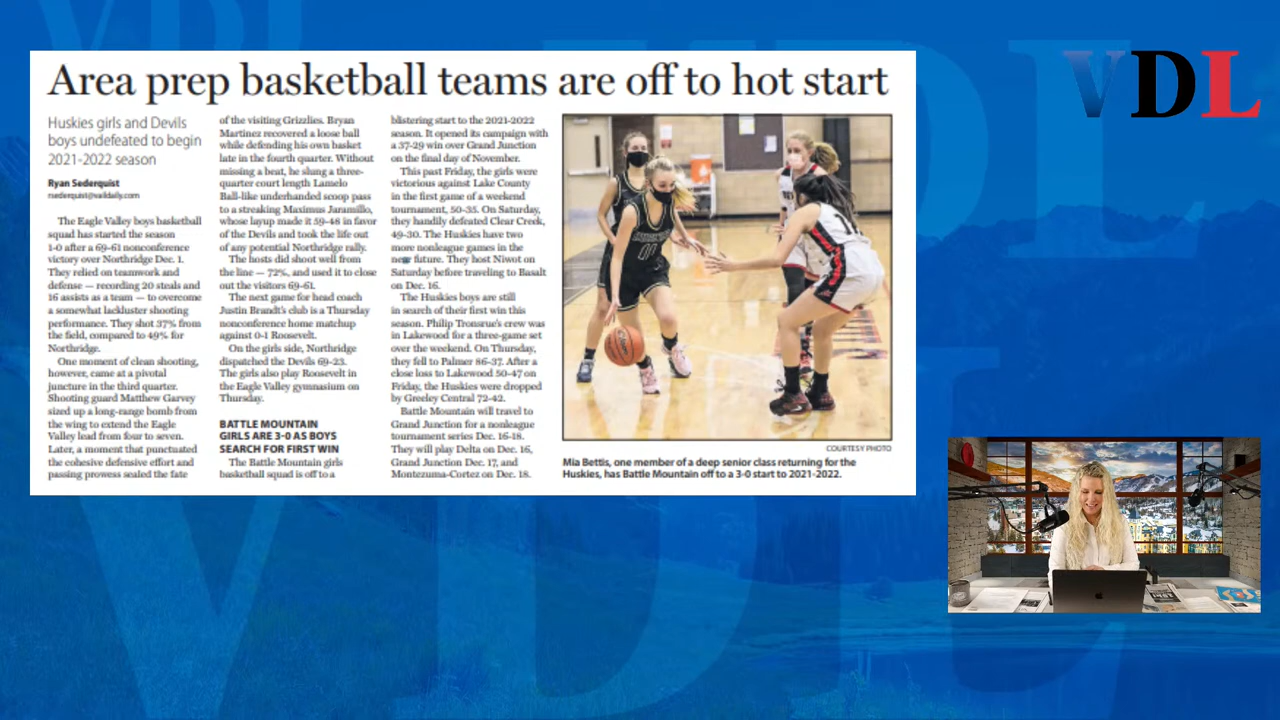 Area prep basketball teams are off to hot start
Huskies girls and Devils
boys undefeated to begin
2021-2022 season
Ryan Sederquist
rsederquist@vaildaily.com
The Eagle Valley boys basketball
squad has started the season
1-0 after a 69-61 nonconference
victory over Northridge Dec. 1.
They relied on teamwork and
defense — recording 20 steals and
16 assists as a team — to overcome
a somewhat lackluster shooting
performance. They shot 37% from
the field, compared to 49% for
Northridge.
One moment of clean shooting,
however, came at a pivotal
juncture in the third quarter.
Shooting guard Matthew Garvey
sized up a long-range bomb from
the wing to extend the Eagle
Valley lead from four to seven.
Later, a moment that punctuated
the cohesive defensive effort and
passing prowess sealed the fate
of the visiting Grizzlies. Bryan
Martinez recovered a loose ball
while defending his own basket
late in the fourth quarter. Without
missing a beat, he slung a three-
quarter court length Lamelo
Ball-like underhanded scoop pass
to a streaking Maximus Jaramillo,
whose layup made it 59-48 in favor
of the Devils and took the life out
of any potential Northridge rally.
The hosts did shoot well from
the line — 72%, and used it to close
out the visitors 69-61.
The next game for head coach
Justin Brandt's club is a Thursday
nonconference home matchup
against 0-1 Roosevelt.
On the girls side, Northridge
dispatched the Devils 69-23.
The girls also play Roosevelt in
the Eagle Valley gymnasium on
Thursday.
BATTLE MOUNTAIN
GIRLS ARE 3-0 AS BOYS
SEARCH FOR FIRST WIN
The Battle Mountain girls
basketball squad is off to a
blistering start to the 2021-2022
season. It opened its campaign with
a 37-29 win over Grand Junction
on the final day of November.
This past Friday, the girls were
victorious against Lake County
in the first game of a weekend
tournament, 50-35. On Saturday,
they handily defeated Clear Creek,
49-30. The Huskies have two
more nonleague games in the
near future. They host Niwot on
Saturday before traveling to Basalt
on Dec. 16.
The Huskies boys are still
in search of their first win this
season. Philip Tronsrue's crew was
in Lakewood for a three-game set
over the weekend. On Thursday,
they fell to Palmer 86-37. After a
close loss to Lakewood 50-47 on
Friday, the Huskies were dropped
by Greeley Central 72-42.
Battle Mountain will travel to
Grand Junction for a nonleague
tournament series Dec. 16-18.
They will play Delta on Dec. 16,
Grand Junction Dec. 17, and
Montezuma-Cortez on Dec. 18.
11
COURTESY PHOTO
Mia Bettis, one member of a deep senior class returning for the
Huskies, has Battle Mountain off to a 3-0 start to 2021-2022.
VDL
VDL
VDL